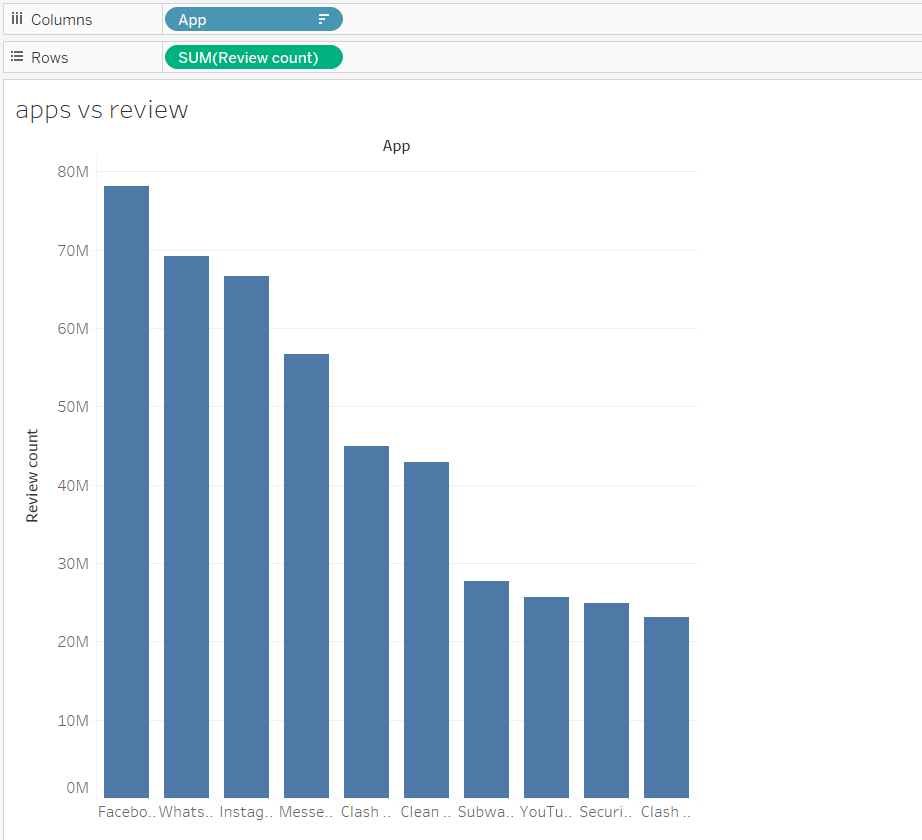 Columns App
Rows SUM(Review count)
apps vs review
App
80M
70M
60M
50M
40M
30M
20M
10M
0M
Review count
Facebo.. Whats.. Instag.. Messe.. Clash .. Clean .. Subwa.. YouTu.. Securi.. Clash ..